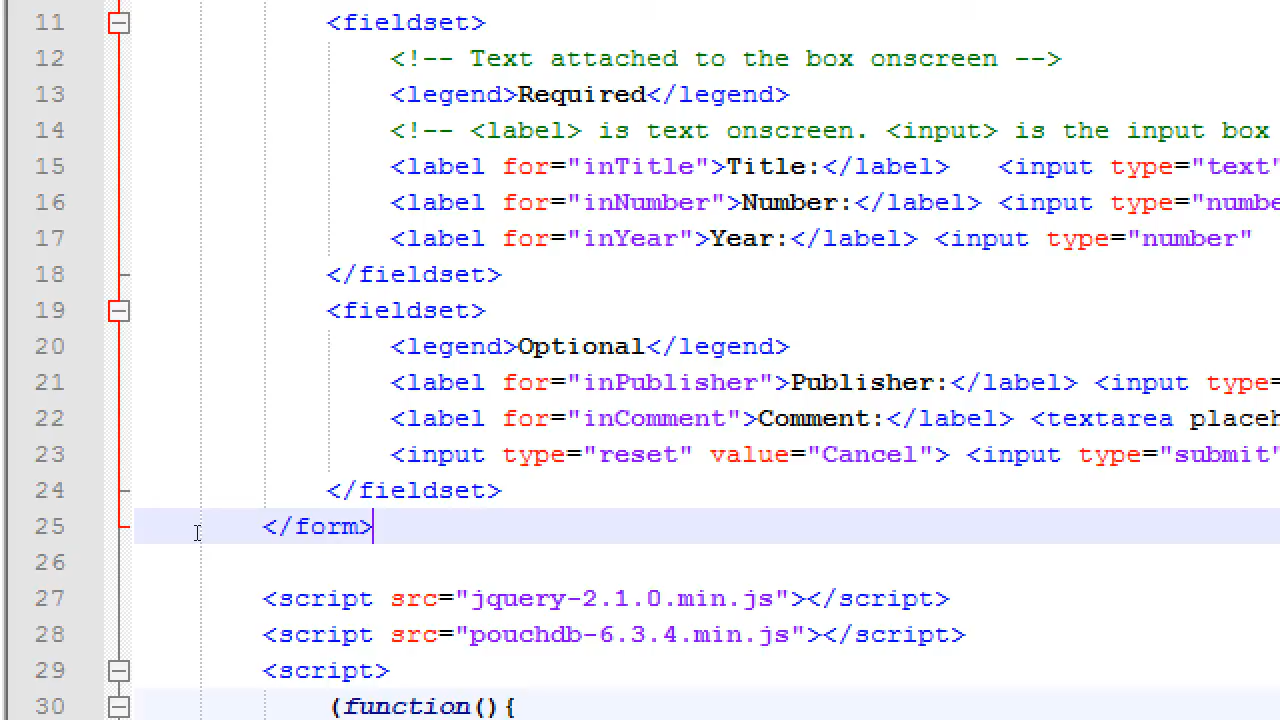 11 <fieldset>
12 <!-- Text attached to the box onscreen -->
13 <legend>Required</legend>
14 <!-- <label> is text onscreen. <input> is the input box
15 <label for="inTitle">Title:</label> <input type="text"
16 <label for="inNumber">Number:</label> <input type="numbe
17 <label for="inYear">Year:</label> <input type="number"
18 </fieldset>
19 <fieldset>
20 <legend>Optional</legend>
21 <label for="inPublisher">Publisher:</label> <input type=
22 <label for="inComment">Comment:</label> <textarea placeh
23 <input type="reset" value="Cancel"> <input type="submit"
24 </fieldset>
25 </form>
26
27 <script src="jquery-2.1.0.min.js"></script>
28 <script src="pouchdb-6.3.4.min.js"></script>
29 <script>
30 (function(){